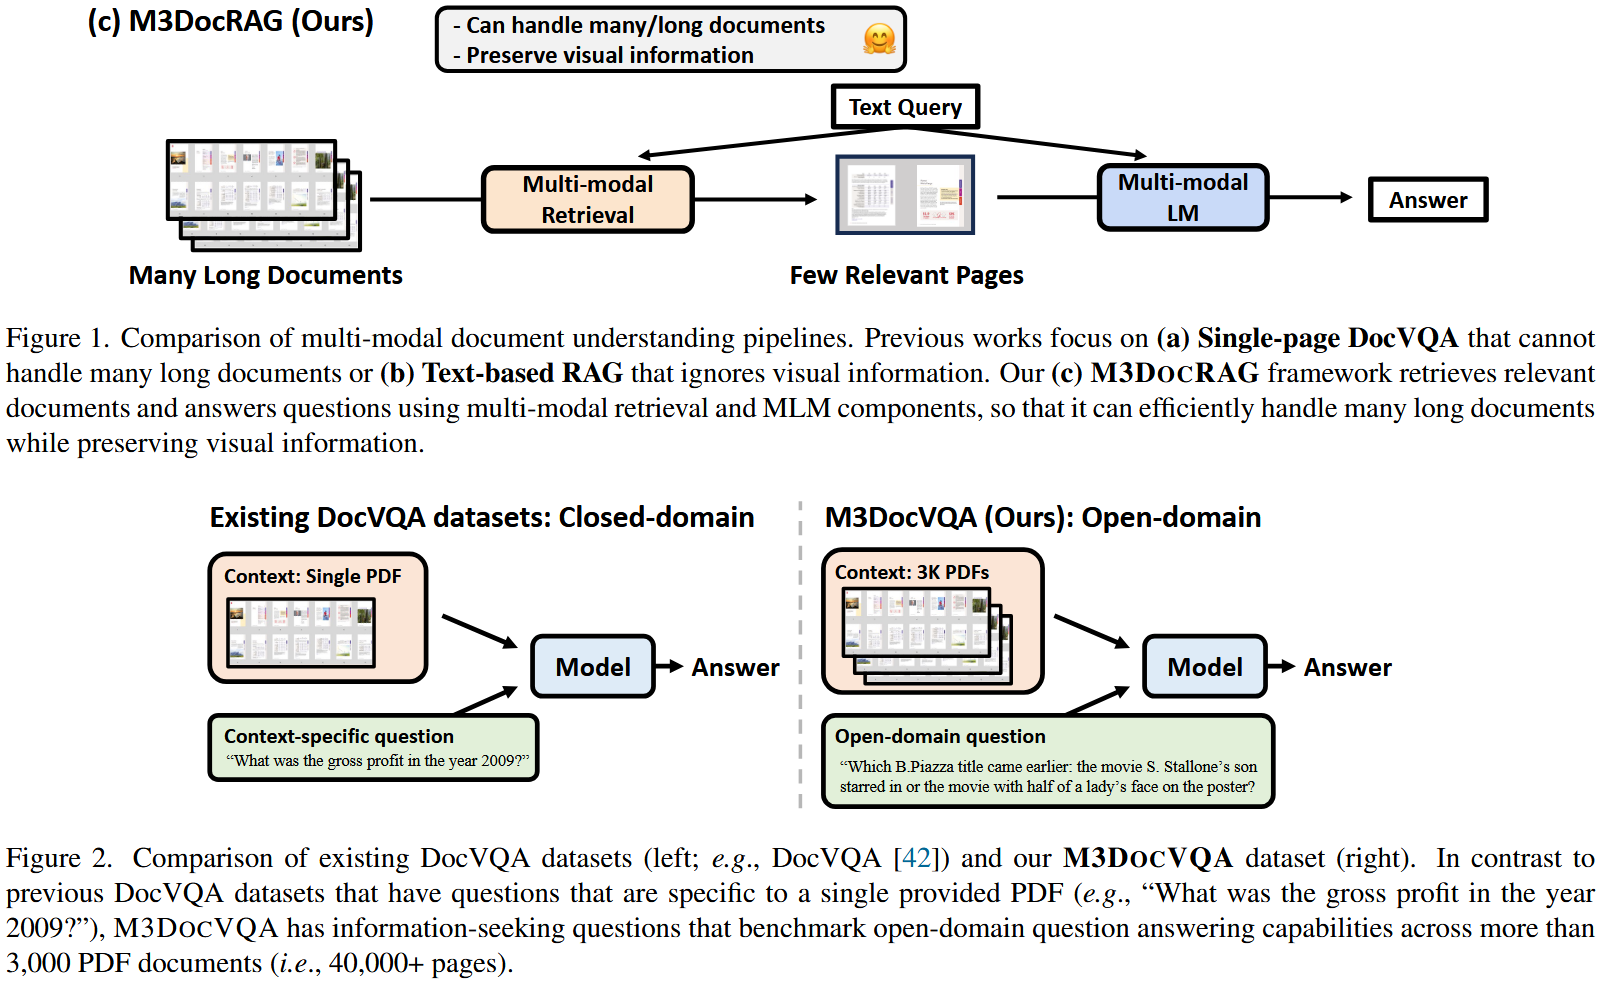 (c) M3DocRAG (Ours)
- Can handle many/long documents
- Preserve visual information
Text Query
Multi-modal
Retrieval
Multi-modal
LM
Answer
Many Long Documents
Few Relevant Pages
Figure 1. Comparison of multi-modal document understanding pipelines. Previous works focus on (a) Single-page DocVQA that cannot
handle many long documents or (b) Text-based RAG that ignores visual information. Our (c) M3DOCRAG framework retrieves relevant
documents and answers questions using multi-modal retrieval and MLM components, so that it can efficiently handle many long documents
while preserving visual information.
Existing DocVQA datasets: Closed-domain
Context: Single PDF
Model
Answer
Context-specific question
“What was the gross profit in the year 2009?”
M3DocVQA (Ours): Open-domain
Context: 3K PDFs
Model
Answer
Open-domain question
“Which B.Piazza title came earlier: the movie S. Stallone’s son
starred in or the movie with half of a lady’s face on the poster?
Figure 2. Comparison of existing DocVQA datasets (left; e.g., DocVQA [42]) and our M3DOCVQA dataset (right). In contrast to
previous DocVQA datasets that have questions that are specific to a single provided PDF (e.g., “What was the gross profit in the year
2009?”), M3DOCVQA has information-seeking questions that benchmark open-domain question answering capabilities across more than
3,000 PDF documents (i.e., 40,000+ pages).